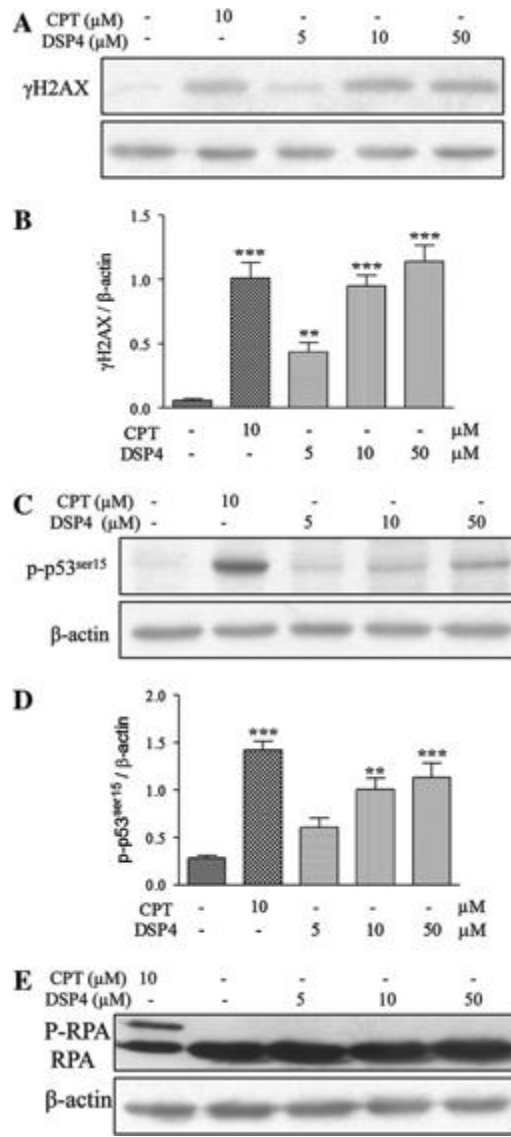 A
CPT (µM) - 10 - - -
DSP4 (µM) - - 5 10 50
γH2AX
B
γH2AX / β-actin
1.5
1.0
0.5
0.0
*** ** *** ***
CPT - 10 - - - µM
DSP4 - - 5 10 50 µM
C
CPT (µM) - 10 - - -
DSP4 (µM) - - 5 10 50
p-p53ser15
β-actin
D
p-p53ser15 / β-actin
2.0
1.5
1.0
0.5
0.0
*** ** ***
CPT - 10 - - - µM
DSP4 - - 5 10 50 µM
E
CPT (µM) 10 - - - -
DSP4 (µM) - - 5 10 50
P-RPA
RPA
β-actin